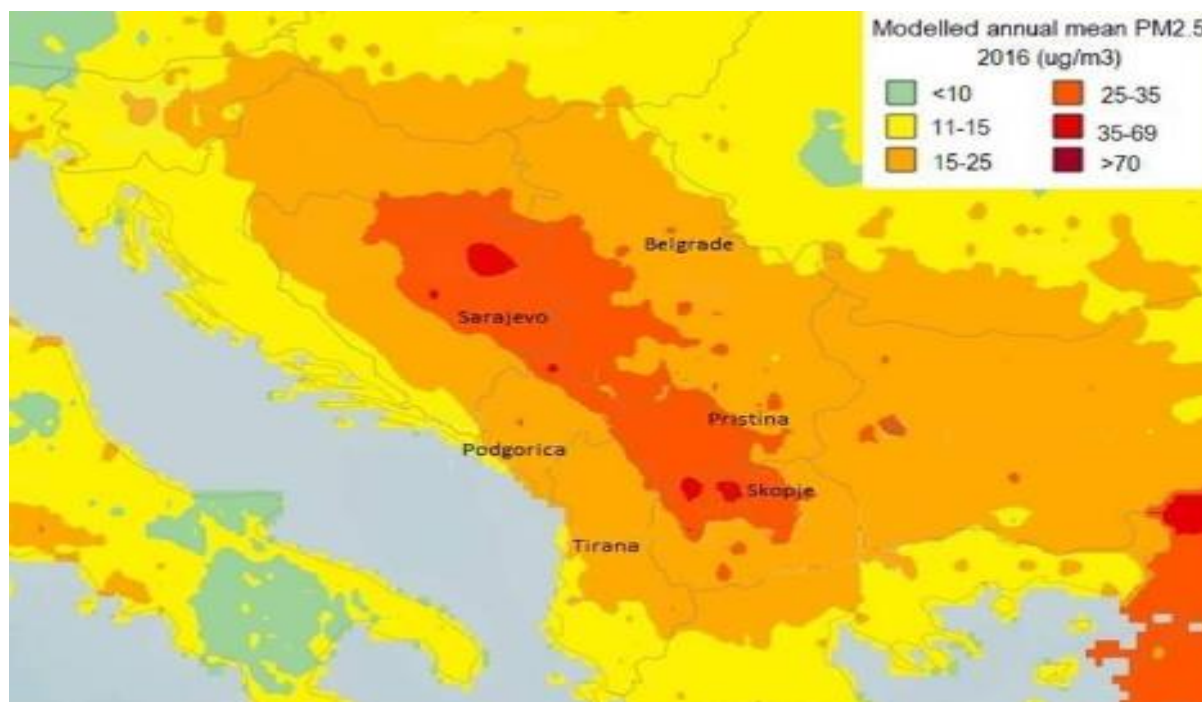 Modelled annual mean PM2.5
2016 (ug/m3)
<10 25-35
11-15 35-69
15-25 >70
Belgrade
Sarajevo
Pristina
Podgorica
Skopje
Tirana